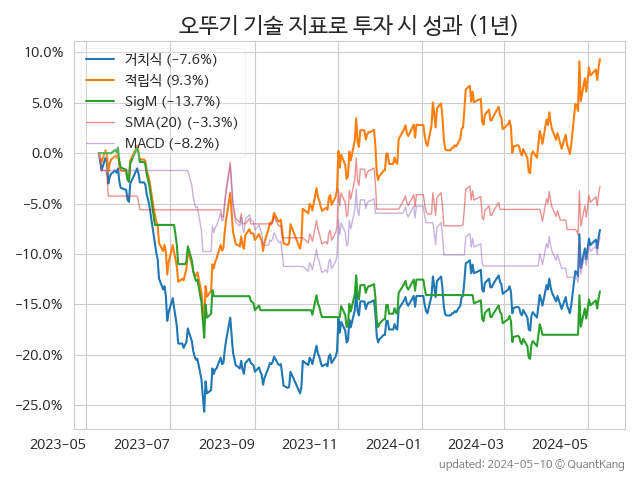 오뚜기 기술 지표로 투자 시 성과 (1년)
거치식 (−7.6%)
적립식 (9.3%)
SigM (−13.7%)
SMA(20) (−3.3%)
MACD (−8.2%)
10.0%
5.0%
0.0%
−5.0%
−10.0%
−15.0%
−20.0%
−25.0%
2023-05 2023-07 2023-09 2023-11 2024-01 2024-03 2024-05
updated: 2024-05-10 ⓒ QuantKang